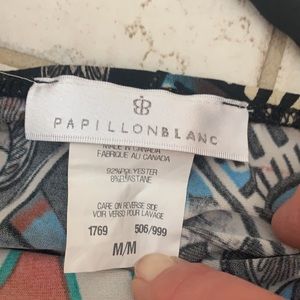 PAPILLONBLANC
MADE IN CANADA
FABRIQUE AU CANADA
92%POLYESTER
8%ELASTANE
CARE ON REVERSE SIDE
VOIR VERSO POUR LAVAGE
1769 506/999
M/M